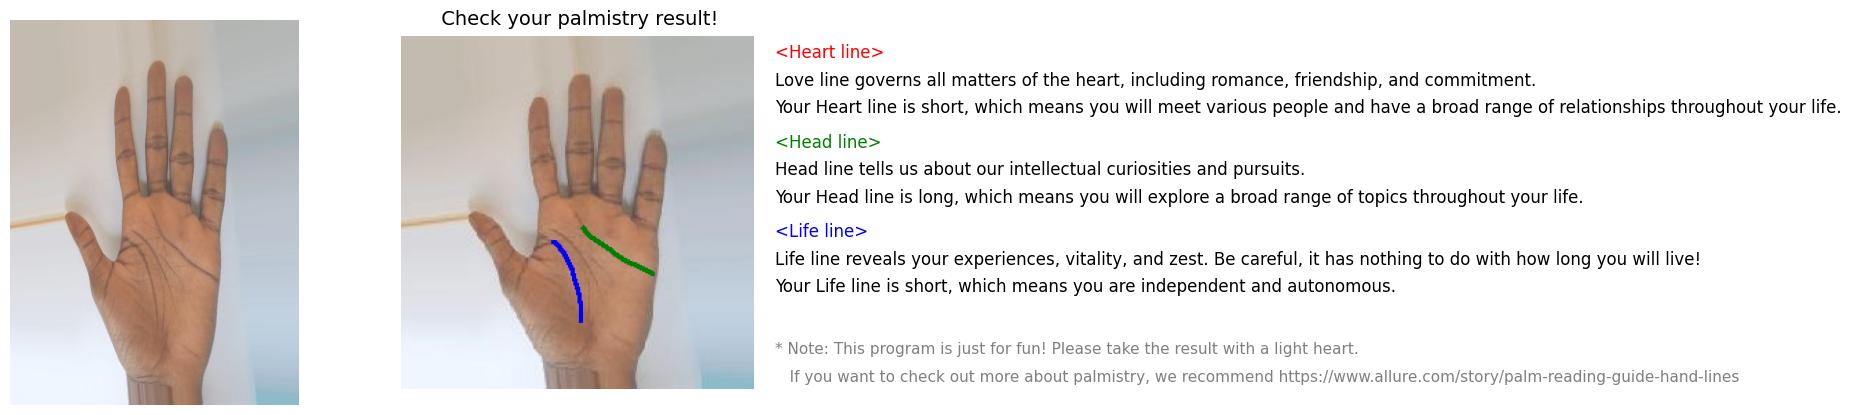 Check your palmistry result!
<Heart line>
Love line governs all matters of the heart, including romance, friendship, and commitment.
Your Heart line is short, which means you will meet various people and have a broad range of relationships throughout your life.
<Head line>
Head line tells us about our intellectual curiosities and pursuits.
Your Head line is long, which means you will explore a broad range of topics throughout your life.
<Life line>
Life line reveals your experiences, vitality, and zest. Be careful, it has nothing to do with how long you will live!
Your Life line is short, which means you are independent and autonomous.
* Note: This program is just for fun! Please take the result with a light heart.
If you want to check out more about palmistry, we recommend https://www.allure.com/story/palm-reading-guide-hand-lines